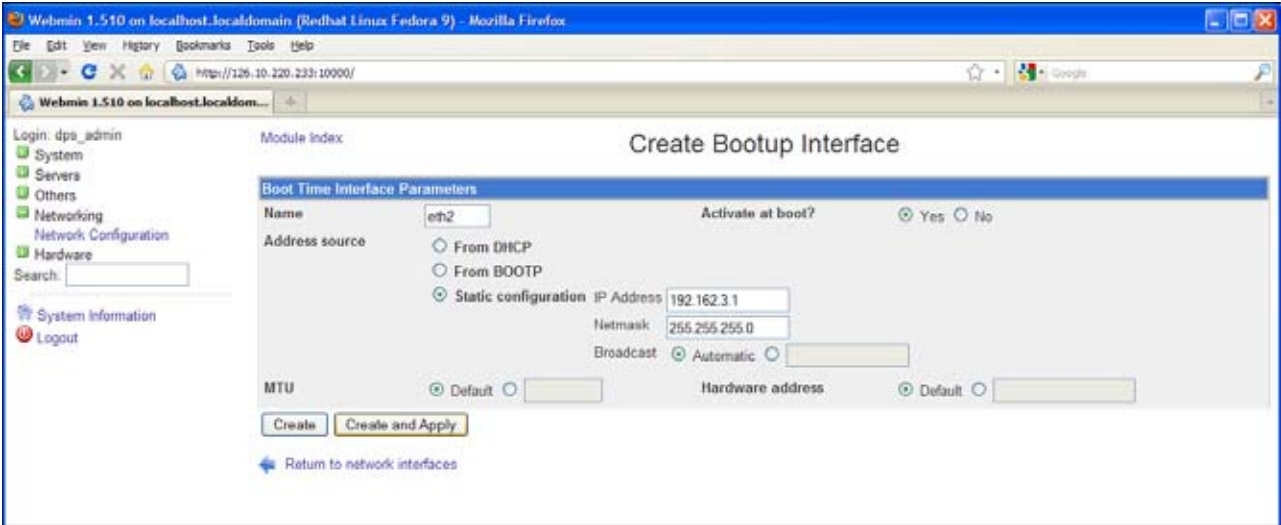 Webmin 1.510 on localhost.localdomain (Redhat Linux Fedora 9) - Mozilla Firefox
File Edit View History Bookmarks Tools Help
http://126.10.220.233:10000/ Google
Webmin 1.510 on localhost.localdom...
Login: dps_admin
System
Servers
Others
Networking
Network Configuration
Hardware
Search:
System Information
Logout
Module Index
Create Bootup Interface
Boot Time Interface Parameters
Name eth2 Activate at boot? Yes No
Address source From DHCP
From BOOTP
Static configuration IP Address 192.162.3.1
Netmask 255.255.255.0
Broadcast Automatic
MTU Default Hardware address Default
Create Create and Apply
Return to network interfaces